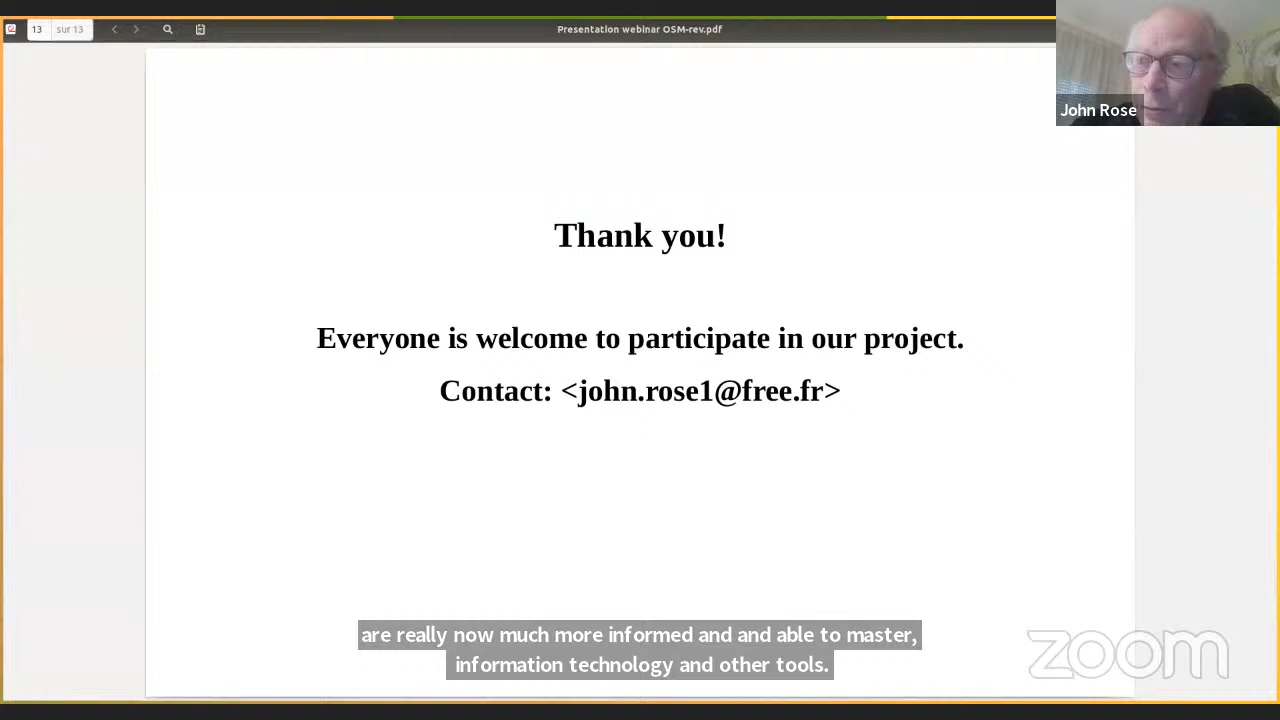 13 sur 13
Presentation webinar OSM-rev.pdf
John Rose
Thank you!
Everyone is welcome to participate in our project.
Contact: <john.rose1@free.fr>
are really now much more informed and and able to master,
information technology and other tools.
zoom